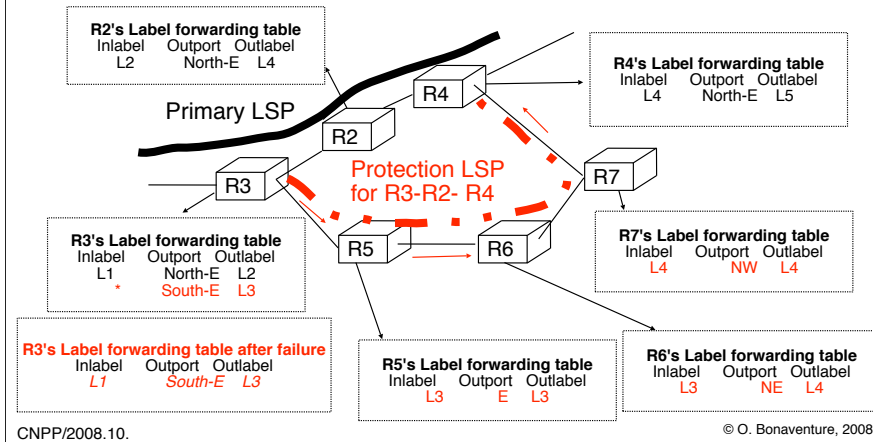 R2's Label forwarding table
Inlabel Outport Outlabel
L2 North-E L4
R4's Label forwarding table
Inlabel Outport Outlabel
L4 North-E L5
Primary LSP
R4
R2
R3
Protection LSP
for R3-R2- R4
R7
R5
R6
R3's Label forwarding table
Inlabel Outport Outlabel
L1 North-E L2
* South-E L3
R7's Label forwarding table
Inlabel Outport Outlabel
L4 NW L4
R3's Label forwarding table after failure
Inlabel Outport Outlabel
L1 South-E L3
R5's Label forwarding table
Inlabel Outport Outlabel
L3 E L3
R6's Label forwarding table
Inlabel Outport Outlabel
L3 NE L4
CNPP/2008.10.
© O. Bonaventure, 2008